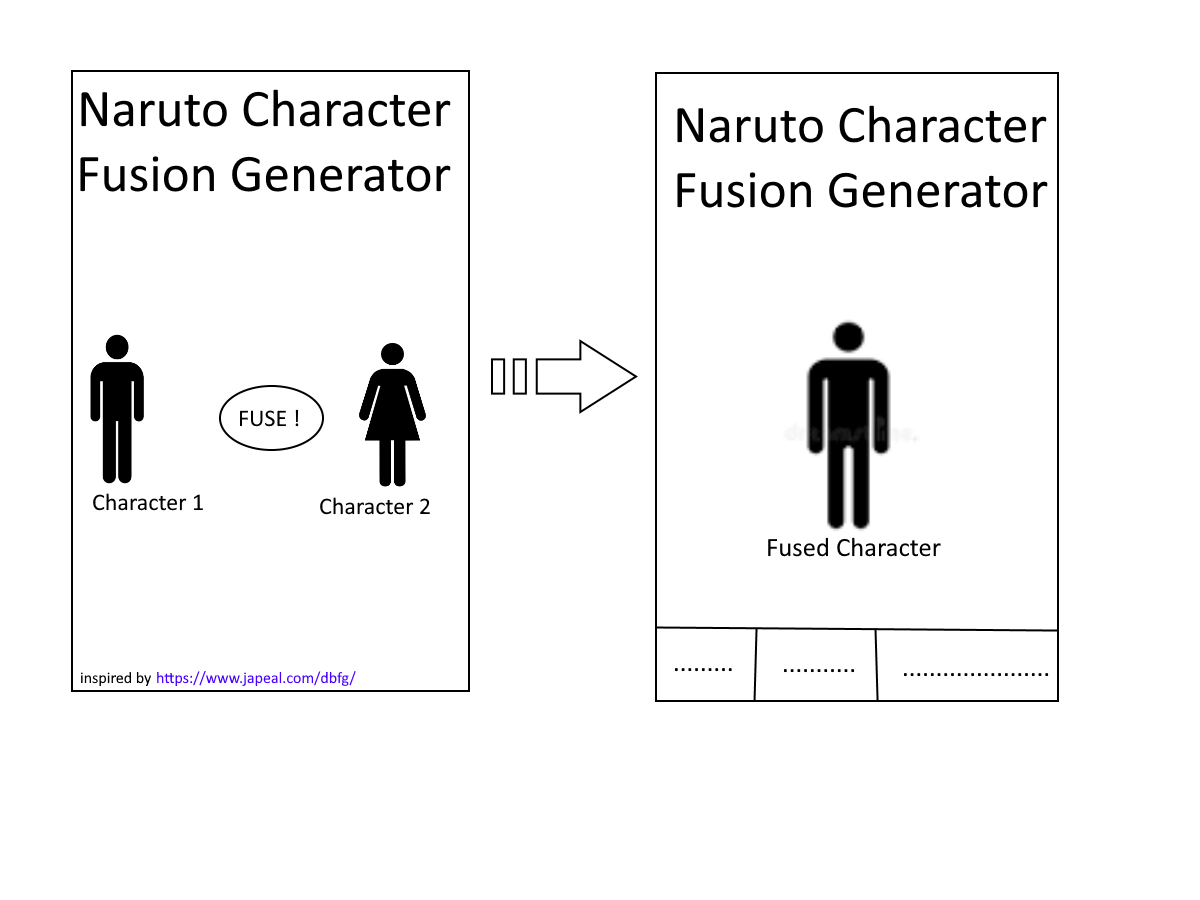 Naruto Character
Fusion Generator
FUSE !
Character 1
Character 2
inspired by https://www.japeal.com/dbfg/
Naruto Character
Fusion Generator
dreamstime.
Fused Character
......... ........... ......................